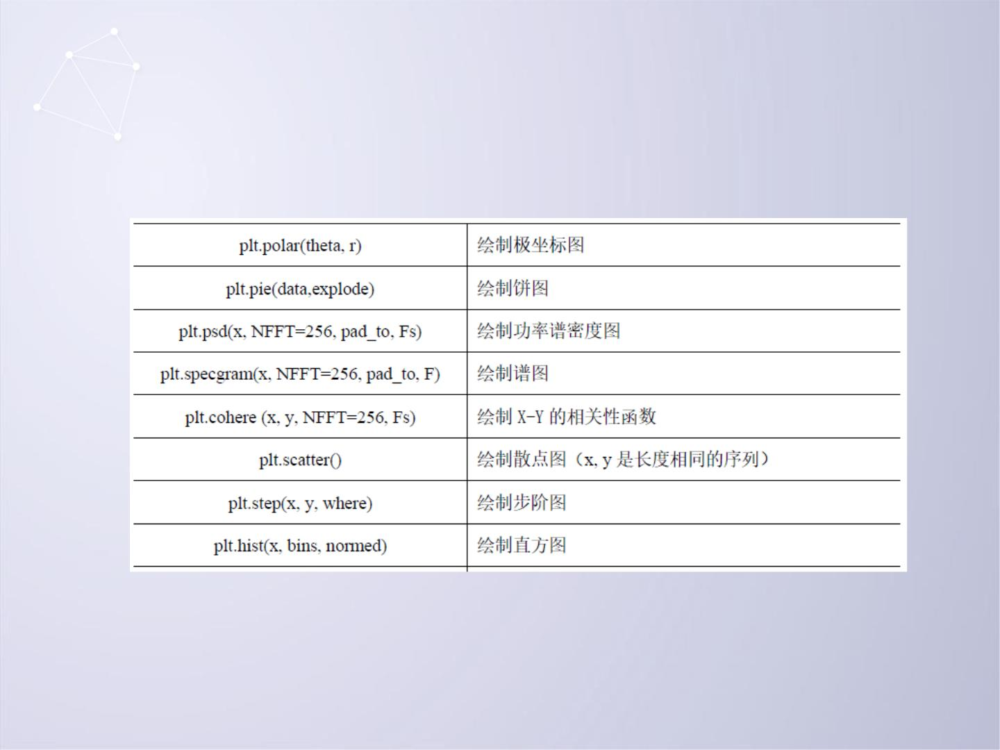 plt.polar(theta, r) 绘制极坐标图
plt.pie(data,explode) 绘制饼图
plt.psd(x, NFFT=256, pad_to, Fs) 绘制功率谱密度图
plt.specgram(x, NFFT=256, pad_to, F) 绘制谱图
plt.cohere (x, y, NFFT=256, Fs) 绘制 X-Y 的相关性函数
plt.scatter() 绘制散点图（x, y 是长度相同的序列）
plt.step(x, y, where) 绘制步阶图
plt.hist(x, bins, normed) 绘制直方图